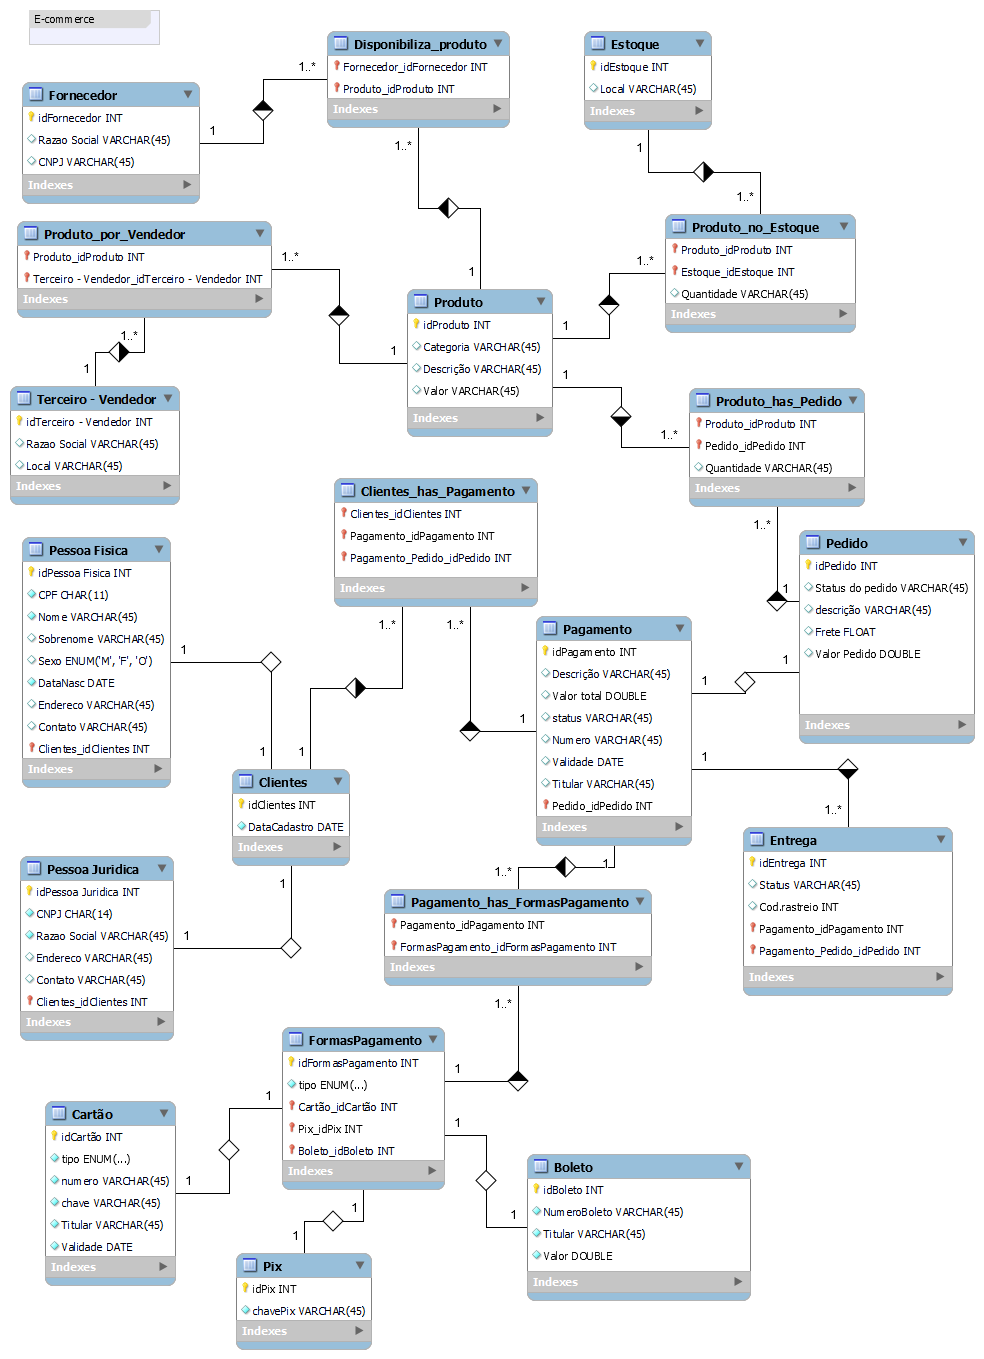 E-commerce
Disponibiliza_produto
Fornecedor_idFornecedor INT
Produto_idProduto INT
Indexes
Estoque
idEstoque INT
Local VARCHAR(45)
Indexes
Fornecedor
idFornecedor INT
Razao Social VARCHAR(45)
CNPJ VARCHAR(45)
Indexes
1
1..*
1..*
1
1
1..*
Produto_por_Vendedor
Produto_idProduto INT
Terceiro - Vendedor_idTerceiro - Vendedor INT
Indexes
1..*
1
1..*
1
Produto_no_Estoque
Produto_idProduto INT
Estoque_idEstoque INT
Quantidade VARCHAR(45)
Indexes
1..*
1
Produto
idProduto INT
Categoria VARCHAR(45)
Descrição VARCHAR(45)
Valor VARCHAR(45)
Indexes
1
1..*
Terceiro - Vendedor
idTerceiro - Vendedor INT
Razao Social VARCHAR(45)
Local VARCHAR(45)
Indexes
Produto_has_Pedido
Produto_idProduto INT
Pedido_idPedido INT
Quantidade VARCHAR(45)
Indexes
1..*
1
Clientes_has_Pagamento
Clientes_idClientes INT
Pagamento_idPagamento INT
Pagamento_Pedido_idPedido INT
Indexes
1..*
1..*
1
1
Pedido
idPedido INT
Status do pedido VARCHAR(45)
descrição VARCHAR(45)
Frete FLOAT
Valor Pedido DOUBLE
Indexes
Pessoa Fisica
idPessoa Fisica INT
CPF CHAR(11)
Nome VARCHAR(45)
Sobrenome VARCHAR(45)
Sexo ENUM('M', 'F', 'O')
DataNasc DATE
Endereco VARCHAR(45)
Contato VARCHAR(45)
Clientes_idClientes INT
Indexes
1
1
Pagamento
idPagamento INT
Descrição VARCHAR(45)
Valor total DOUBLE
status VARCHAR(45)
Numero VARCHAR(45)
Validade DATE
Titular VARCHAR(45)
Pedido_idPedido INT
Indexes
1
1
1
1..*
1
1..*
Clientes
idClientes INT
DataCadastro DATE
Indexes
1
1
Entrega
idEntrega INT
Status VARCHAR(45)
Cod.rastreio INT
Pagamento_idPagamento INT
Pagamento_Pedido_idPedido INT
Indexes
Pessoa Juridica
idPessoa Juridica INT
CNPJ CHAR(14)
Razao Social VARCHAR(45)
Endereco VARCHAR(45)
Contato VARCHAR(45)
Clientes_idClientes INT
Indexes
Pagamento_has_FormasPagamento
Pagamento_idPagamento INT
FormasPagamento_idFormasPagamento INT
Indexes
1..*
1
FormasPagamento
idFormasPagamento INT
tipo ENUM(...)
Cartão_idCartão INT
Pix_idPix INT
Boleto_idBoleto INT
Indexes
1
1
1
1
1
1
Cartão
idCartão INT
tipo ENUM(...)
numero VARCHAR(45)
chave VARCHAR(45)
Titular VARCHAR(45)
Validade DATE
Indexes
Boleto
idBoleto INT
NumeroBoleto VARCHAR(45)
Titular VARCHAR(45)
Valor DOUBLE
Indexes
Pix
idPix INT
chavePix VARCHAR(45)
Indexes